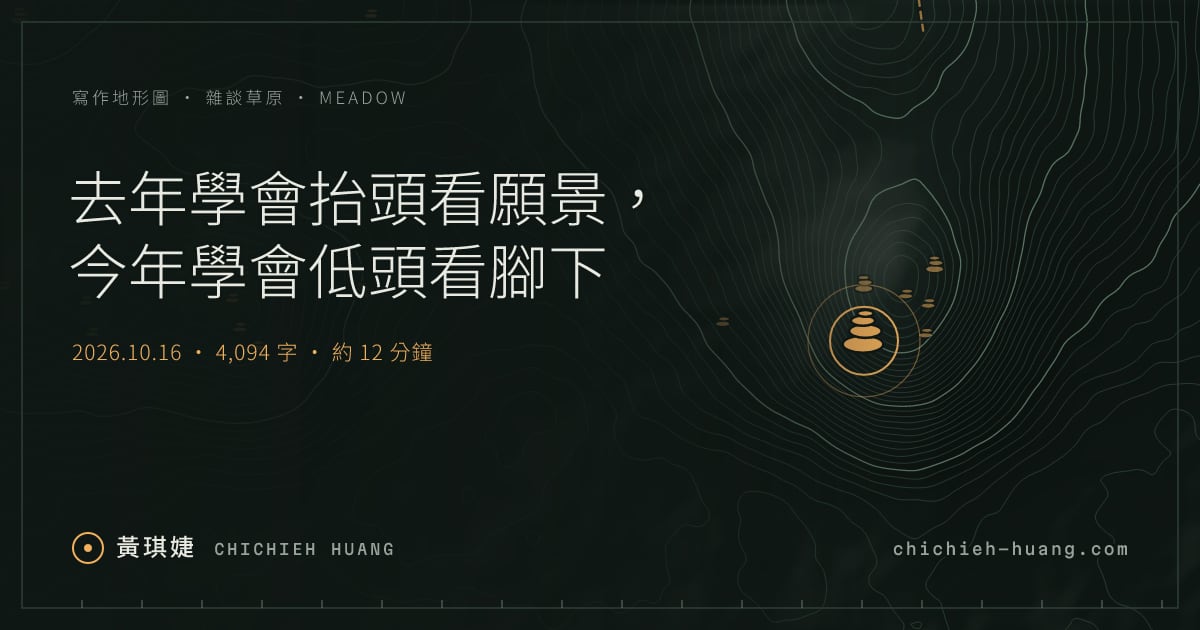 寫作地形圖 · 雜談草原 · MEADOW
去年學會抬頭看願景，
今年學會低頭看腳下
2026.10.16 · 4,094 字 · 約 12 分鐘
黃琪婕 CHICHIEH HUANG
chichieh-huang.com